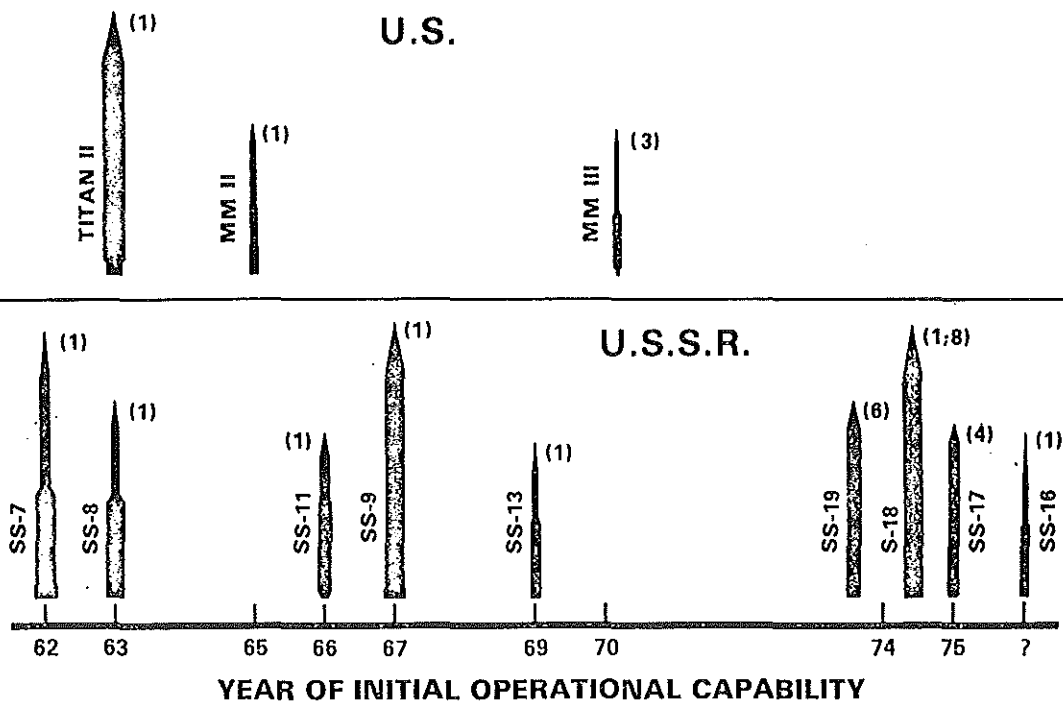 U.S.
(1)
TITAN II
(1)
MM II
(3)
MM III
U.S.S.R.
(1)
SS-7
(1)
SS-8
(1)
SS-11
(1)
SS-9
(1)
SS-13
(6)
SS-19
(1;8)
S-18
(4)
SS-17
(1)
SS-16
62 63 65 66 67 69 70 74 75 ?
YEAR OF INITIAL OPERATIONAL CAPABILITY